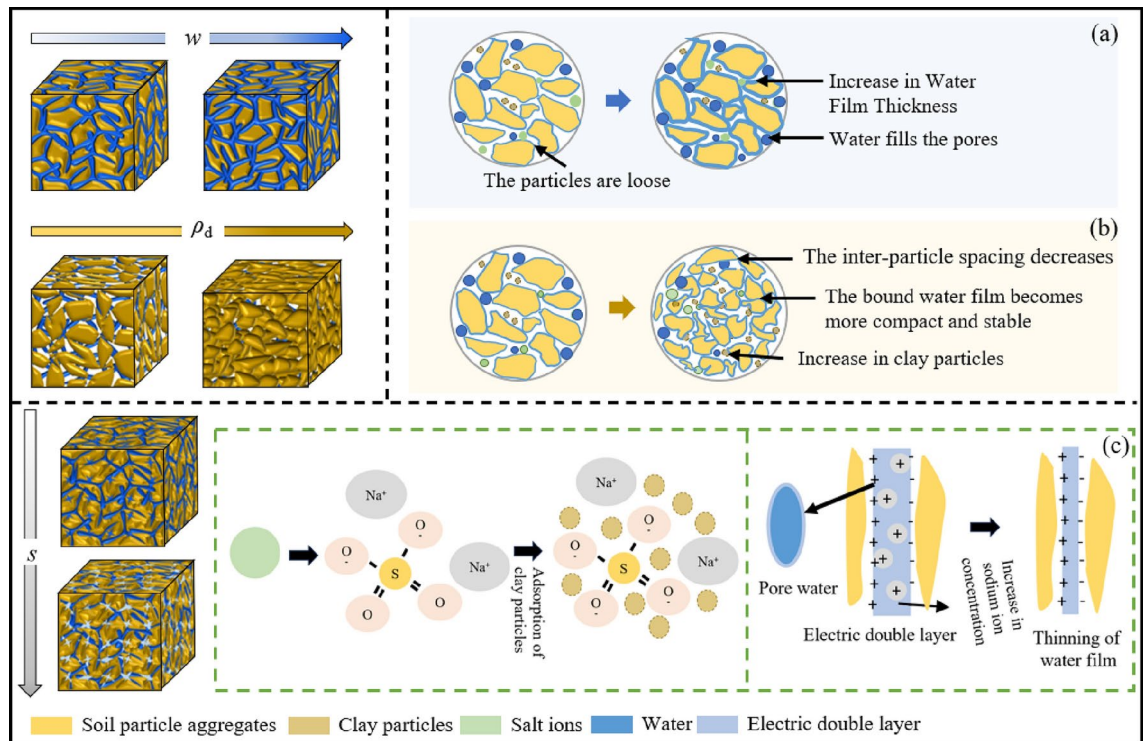 w
(a)
Increase in Water
Film Thickness
Water fills the pores
The particles are loose
ρd
(b)
The inter-particle spacing decreases
The bound water film becomes
more compact and stable
Increase in clay particles
s
(c)
Na+
O
-
O
-
S
Na+
O
O
Adsorption of
clay particles
Na+
O
-
O
-
S
Na+
O
-
O
-
+ + + + + + +
+ + + + +
- - - - - - -
Pore water
Electric double layer
Increase in
sodium ion
concentration
+ + + + + + +
- - - - - - -
Thinning of
water film
Soil particle aggregates
Clay particles
Salt ions
Water
Electric double layer